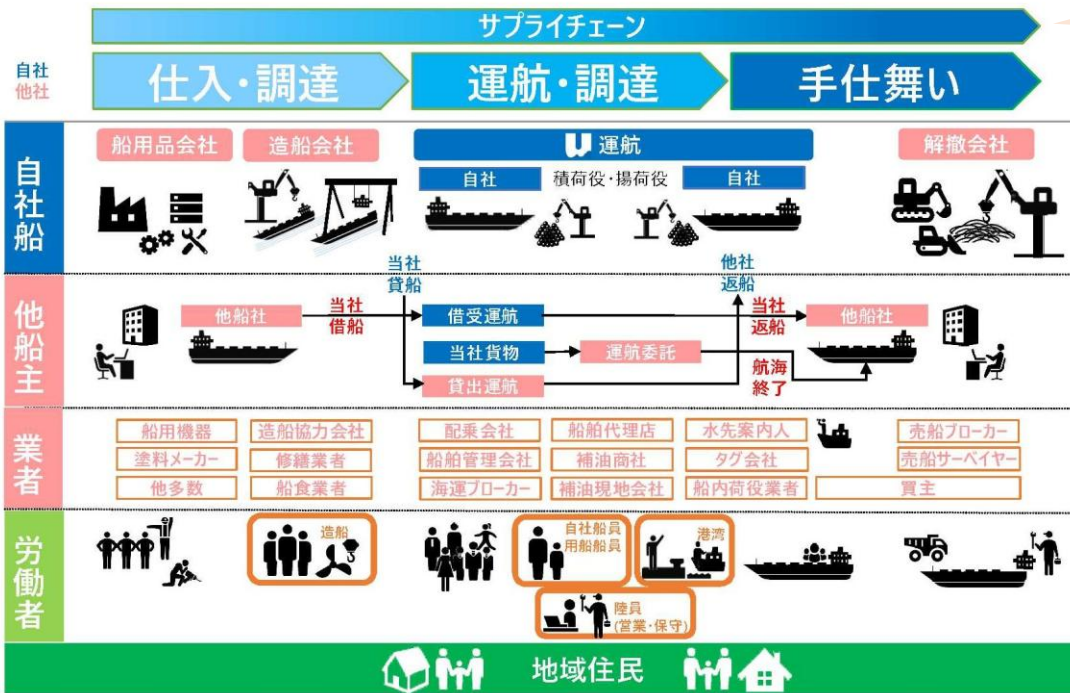 サプライチェーン
自社
他社
仕入・調達
運航・調達
手仕舞い
自社船
船用品会社
造船会社
運航
解撤会社
自社
積荷役・揚荷役
自社
他船主
当社
貸船
他社
返船
他船社
当社
借船
借受運航
当社
返船
他船社
当社貨物
運航委託
貸出運航
航海
終了
業者
船用機器
造船協力会社
配乗会社
船舶代理店
水先案内人
売船ブローカー
塗料メーカー
修繕業者
船舶管理会社
補油商社
タグ会社
売船サーベイヤー
他多数
船食業者
海運ブローカー
補油現地会社
船内荷役業者
買主
労働者
造船
自社船員
用船船員
港湾
陸員
(営業・保守)
地域住民